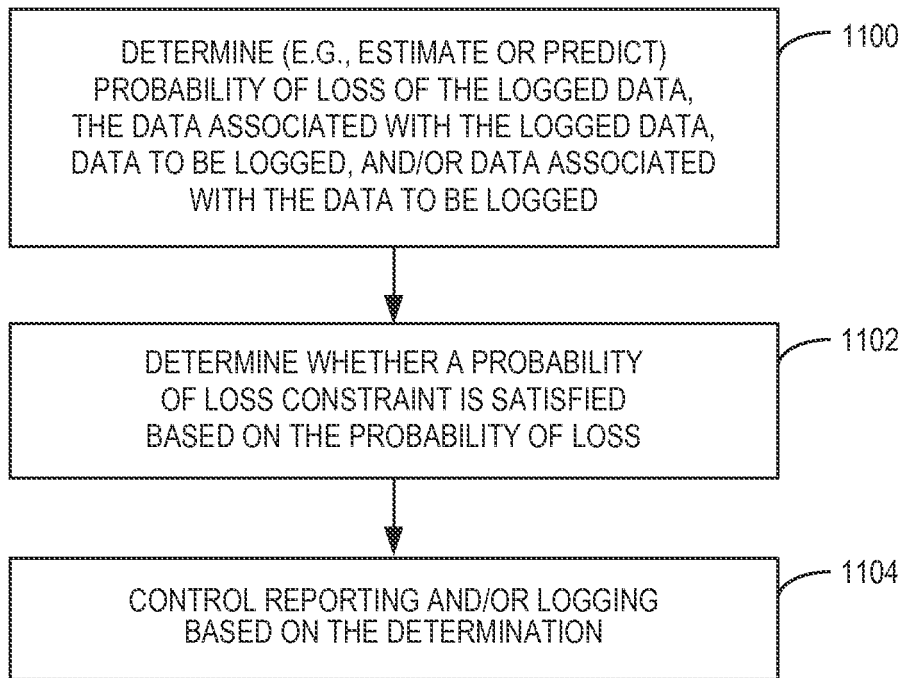 DETERMINE (E.G., ESTIMATE OR PREDICT)
PROBABILITY OF LOSS OF THE LOGGED DATA,
THE DATA ASSOCIATED WITH THE LOGGED DATA,
DATA TO BE LOGGED, AND/OR DATA ASSOCIATED
WITH THE DATA TO BE LOGGED
1100
DETERMINE WHETHER A PROBABILITY
OF LOSS CONSTRAINT IS SATISFIED
BASED ON THE PROBABILITY OF LOSS
1102
CONTROL REPORTING AND/OR LOGGING
BASED ON THE DETERMINATION
1104